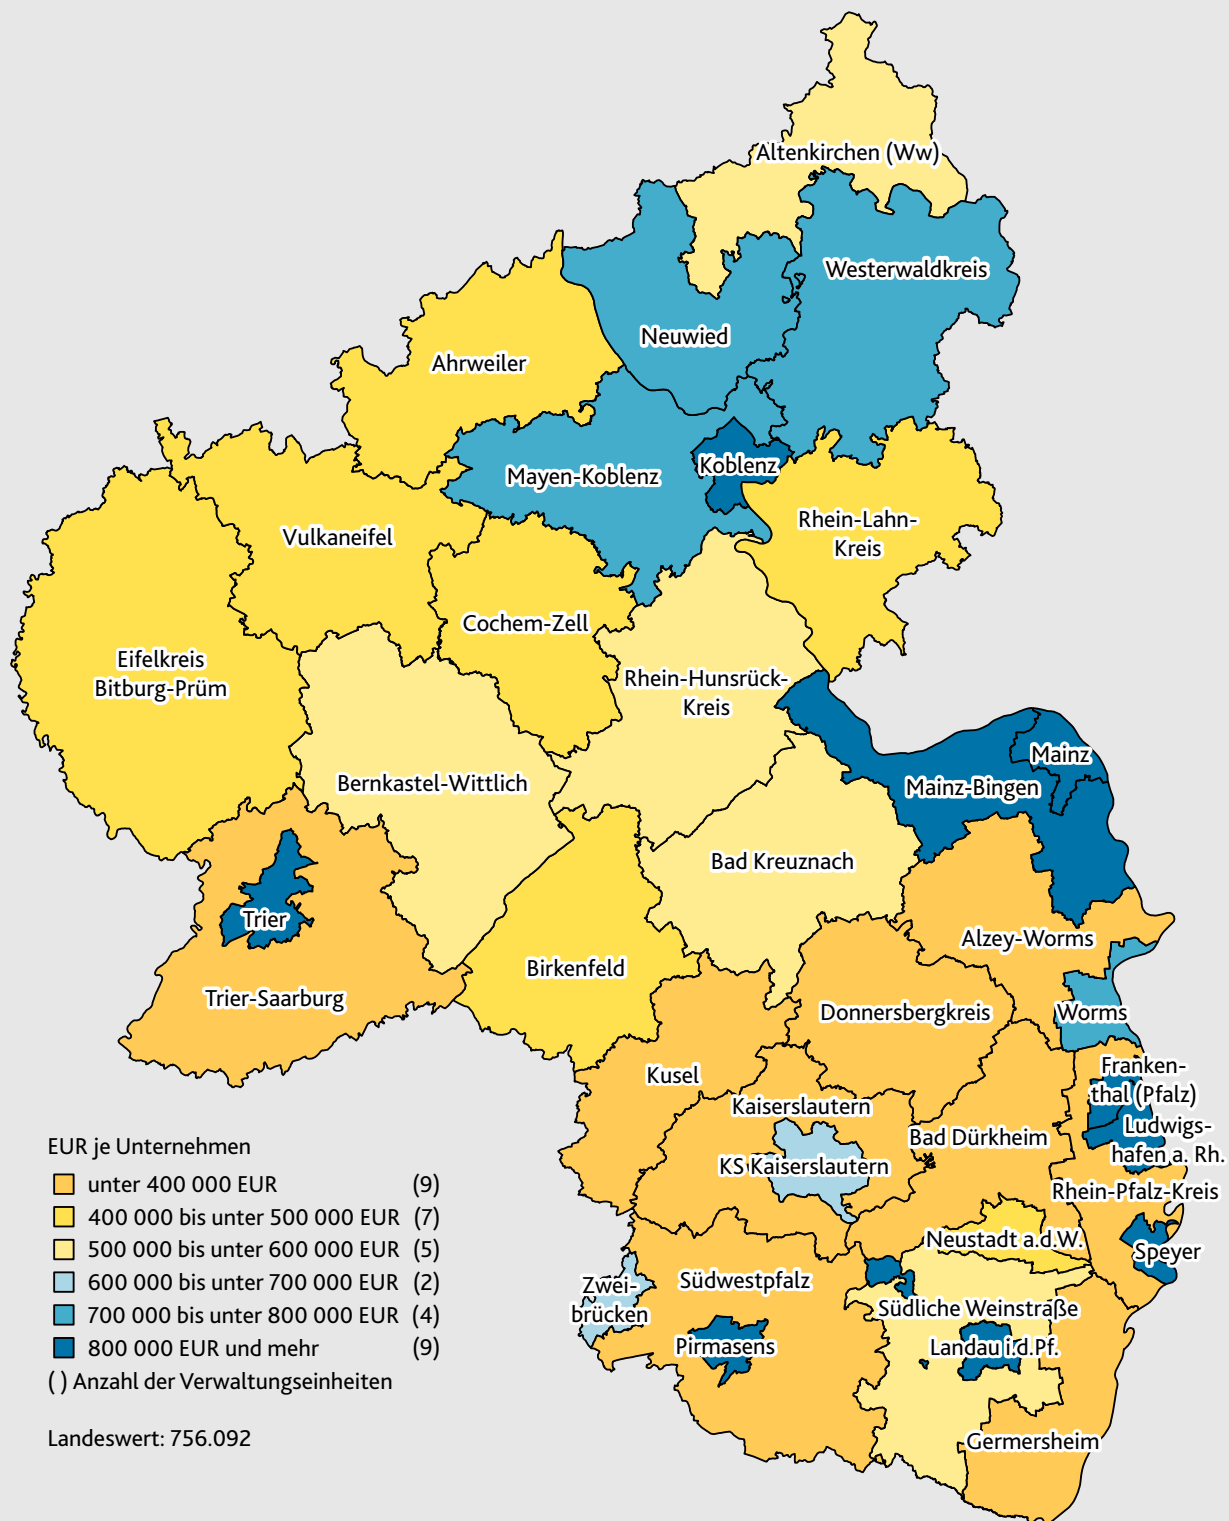 Altenkirchen (Ww)
Westerwaldkreis
Neuwied
Ahrweiler
Koblenz
Mayen-Koblenz
Rhein-Lahn-
Kreis
Vulkaneifel
Cochem-Zell
Eifelkreis
Bitburg-Prüm
Rhein-Hunsrück-
Kreis
Mainz
Mainz-Bingen
Bernkastel-Wittlich
Bad Kreuznach
Trier
Alzey-Worms
Birkenfeld
Trier-Saarburg
Donnersbergkreis
Worms
Kusel
Franken-
thal (Pfalz)
Kaiserslautern
Ludwigs-
hafen a. Rh.
Bad Dürkheim
KS Kaiserslautern
Rhein-Pfalz-Kreis
Neustadt a.d.W.
Speyer
Südwestpfalz
Zwei-
brücken
Südliche Weinstraße
Pirmasens
Landau i.d.Pf.
Germersheim
EUR je Unternehmen
unter 400 000 EUR (9)
400 000 bis unter 500 000 EUR (7)
500 000 bis unter 600 000 EUR (5)
600 000 bis unter 700 000 EUR (2)
700 000 bis unter 800 000 EUR (4)
800 000 EUR und mehr (9)
( ) Anzahl der Verwaltungseinheiten
Landeswert: 756.092